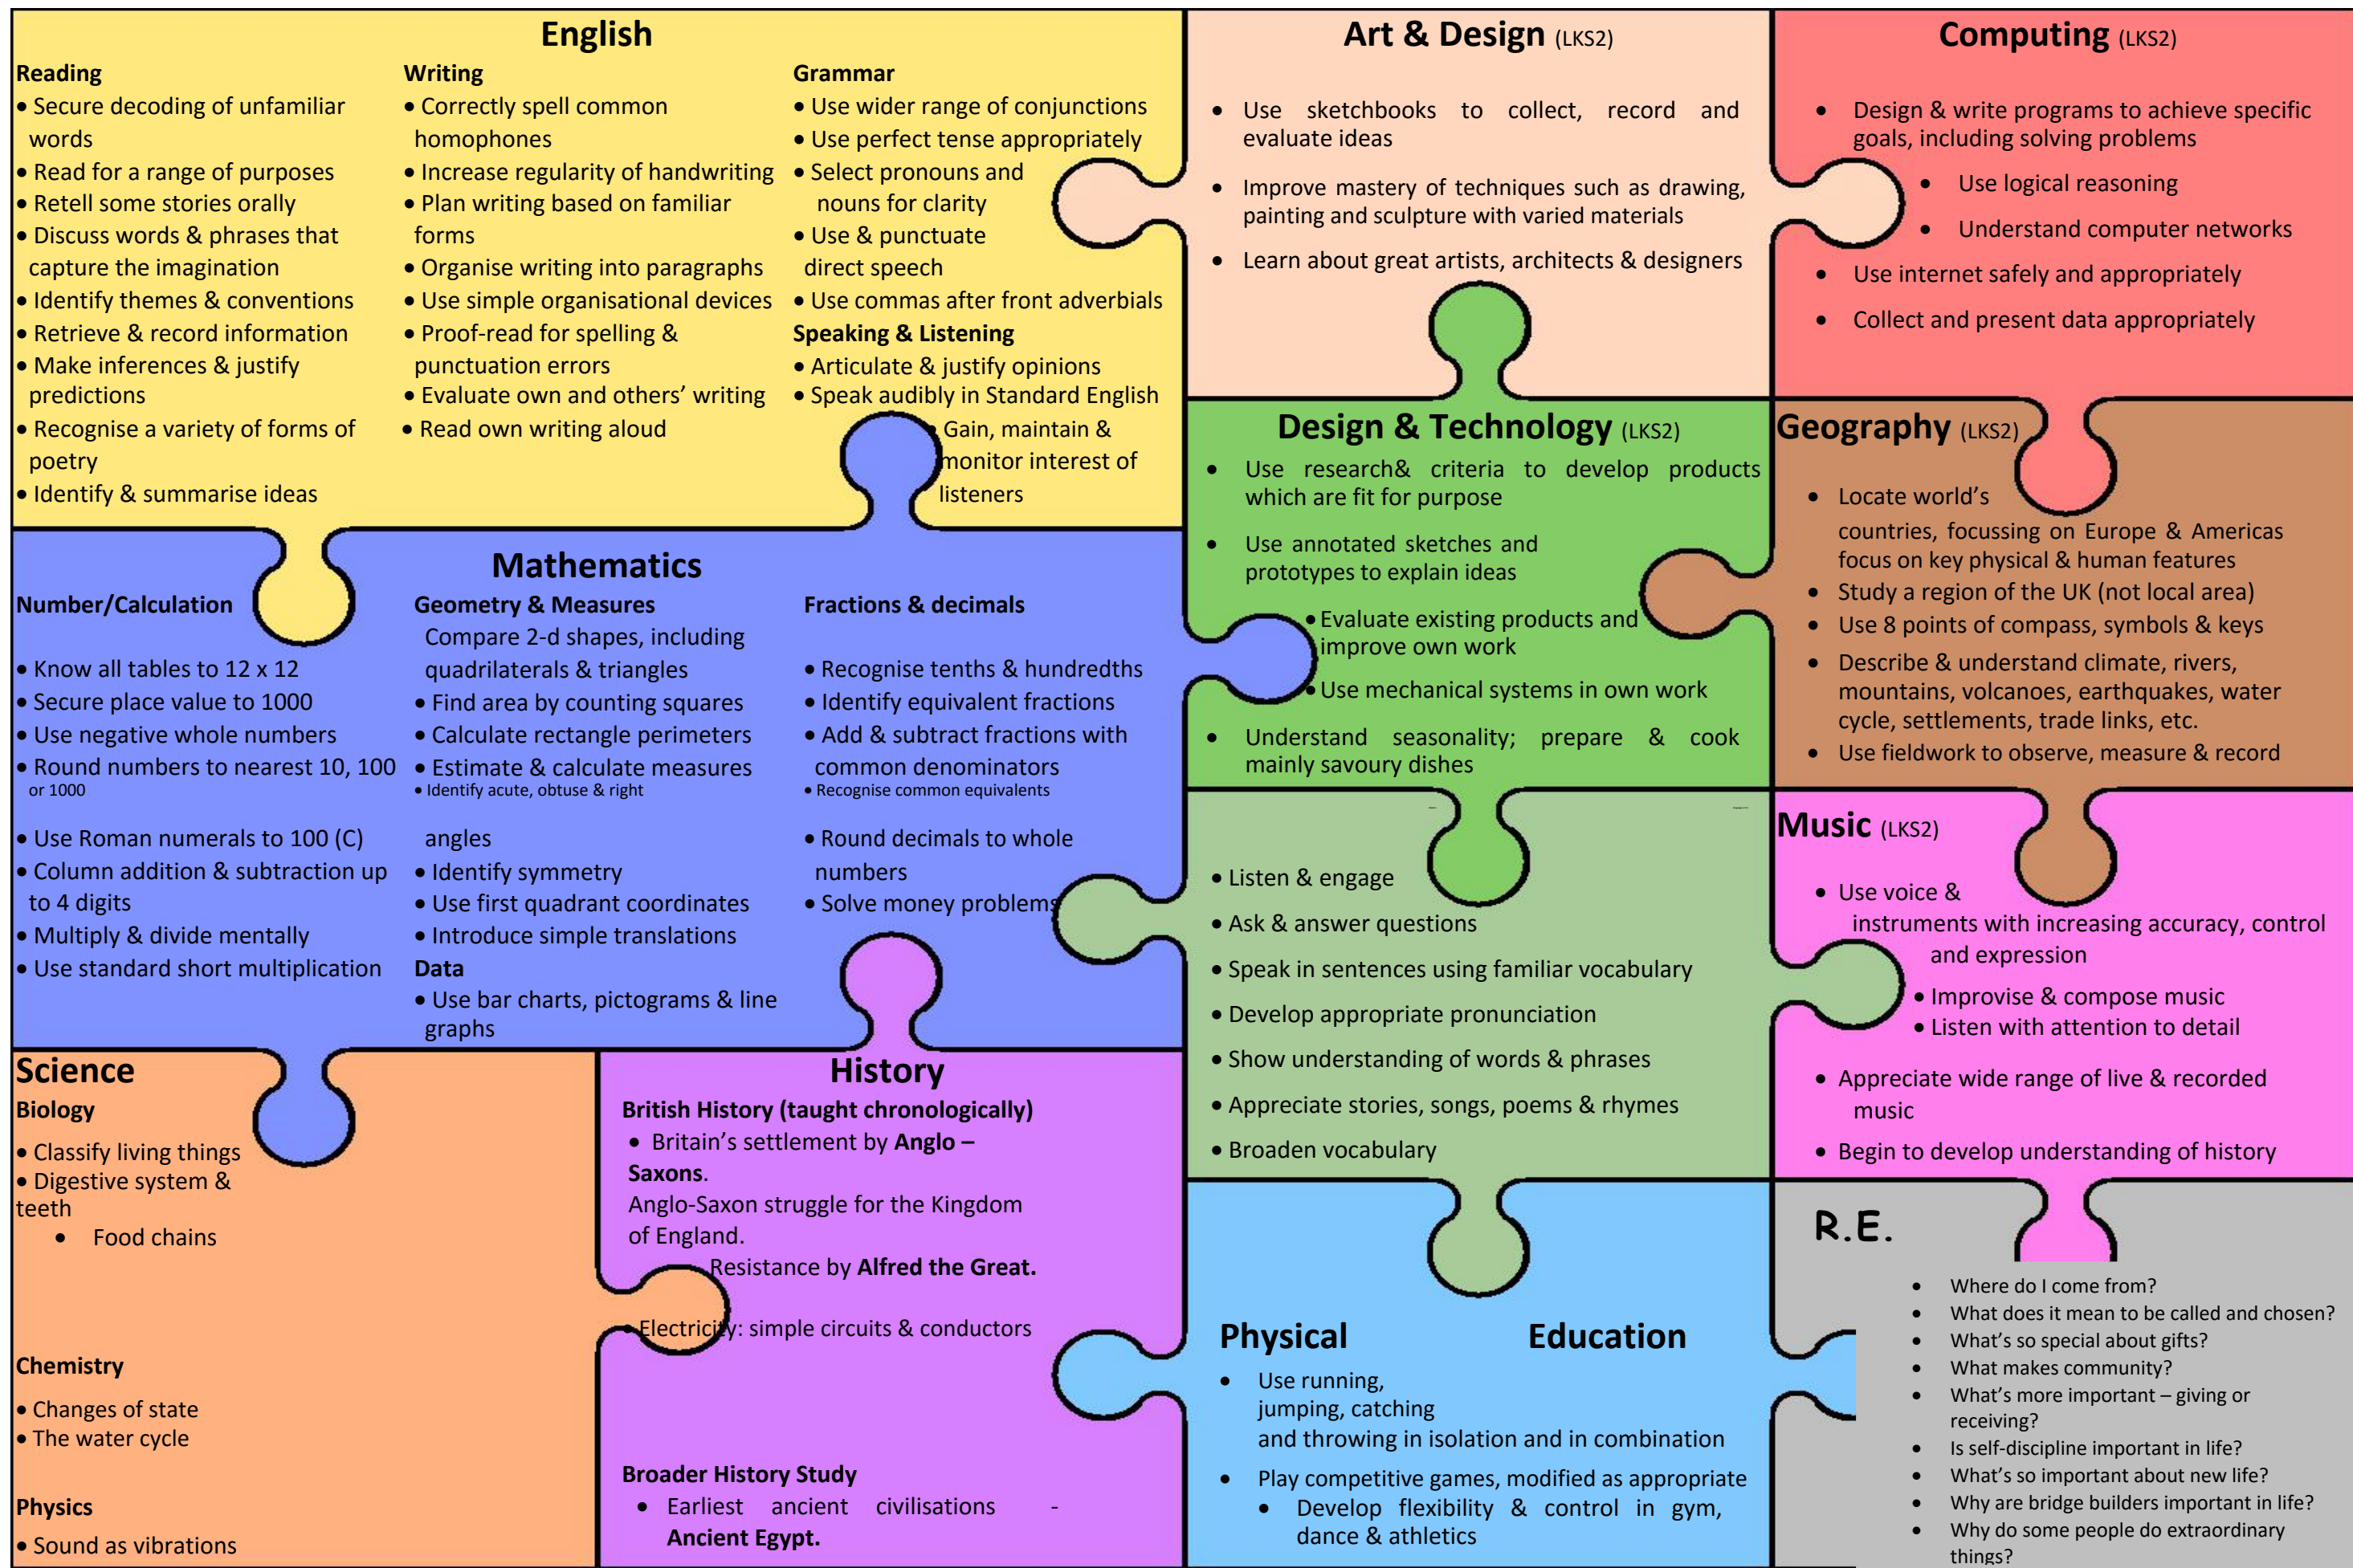 English
Reading
• Secure decoding of unfamiliar
words
• Read for a range of purposes
• Retell some stories orally
• Discuss words & phrases that
capture the imagination
• Identify themes & conventions
• Retrieve & record information
• Make inferences & justify
predictions
• Recognise a variety of forms of
poetry
• Identify & summarise ideas
Writing
• Correctly spell common
homophones
• Increase regularity of handwriting
• Plan writing based on familiar
forms
• Organise writing into paragraphs
• Use simple organisational devices
• Proof-read for spelling &
punctuation errors
• Evaluate own and others’ writing
• Read own writing aloud
Grammar
• Use wider range of conjunctions
• Use perfect tense appropriately
• Select pronouns and
nouns for clarity
• Use & punctuate
direct speech
• Use commas after front adverbials
Speaking & Listening
• Articulate & justify opinions
• Speak audibly in Standard English
• Gain, maintain &
monitor interest of
listeners
Art & Design (LKS2)
• Use sketchbooks to collect, record and
evaluate ideas
• Improve mastery of techniques such as drawing,
painting and sculpture with varied materials
• Learn about great artists, architects & designers
Computing (LKS2)
• Design & write programs to achieve specific
goals, including solving problems
• Use logical reasoning
• Understand computer networks
• Use internet safely and appropriately
• Collect and present data appropriately
Design & Technology (LKS2)
• Use research& criteria to develop products
which are fit for purpose
• Use annotated sketches and
prototypes to explain ideas
• Evaluate existing products and
improve own work
• Use mechanical systems in own work
• Understand seasonality; prepare & cook
mainly savoury dishes
Geography (LKS2)
• Locate world’s
countries, focussing on Europe & Americas
focus on key physical & human features
• Study a region of the UK (not local area)
• Use 8 points of compass, symbols & keys
• Describe & understand climate, rivers,
mountains, volcanoes, earthquakes, water
cycle, settlements, trade links, etc.
• Use fieldwork to observe, measure & record
Mathematics
Number/Calculation
• Know all tables to 12 x 12
• Secure place value to 1000
• Use negative whole numbers
• Round numbers to nearest 10, 100
or 1000
• Use Roman numerals to 100 (C)
• Column addition & subtraction up
to 4 digits
• Multiply & divide mentally
• Use standard short multiplication
Geometry & Measures
Compare 2-d shapes, including
quadrilaterals & triangles
• Find area by counting squares
• Calculate rectangle perimeters
• Estimate & calculate measures
• Identify acute, obtuse & right
angles
• Identify symmetry
• Use first quadrant coordinates
• Introduce simple translations
Data
• Use bar charts, pictograms & line
graphs
Fractions & decimals
• Recognise tenths & hundredths
• Identify equivalent fractions
• Add & subtract fractions with
common denominators
• Recognise common equivalents
• Round decimals to whole
numbers
• Solve money problems
• Listen & engage
• Ask & answer questions
• Speak in sentences using familiar vocabulary
• Develop appropriate pronunciation
• Show understanding of words & phrases
• Appreciate stories, songs, poems & rhymes
• Broaden vocabulary
Music (LKS2)
• Use voice &
instruments with increasing accuracy, control
and expression
• Improvise & compose music
• Listen with attention to detail
• Appreciate wide range of live & recorded
music
• Begin to develop understanding of history
Science
Biology
• Classify living things
• Digestive system &
teeth
• Food chains
Chemistry
• Changes of state
• The water cycle
Physics
• Sound as vibrations
History
British History (taught chronologically)
• Britain’s settlement by Anglo –
Saxons.
Anglo-Saxon struggle for the Kingdom
of England.
Resistance by Alfred the Great.
• Electricity: simple circuits & conductors
Broader History Study
• Earliest ancient civilisations -
Ancient Egypt.
Physical Education
• Use running,
jumping, catching
and throwing in isolation and in combination
• Play competitive games, modified as appropriate
• Develop flexibility & control in gym,
dance & athletics
R.E.
• Where do I come from?
• What does it mean to be called and chosen?
• What’s so special about gifts?
• What makes community?
• What’s more important – giving or
receiving?
• Is self-discipline important in life?
• What’s so important about new life?
• Why are bridge builders important in life?
• Why do some people do extraordinary
things?